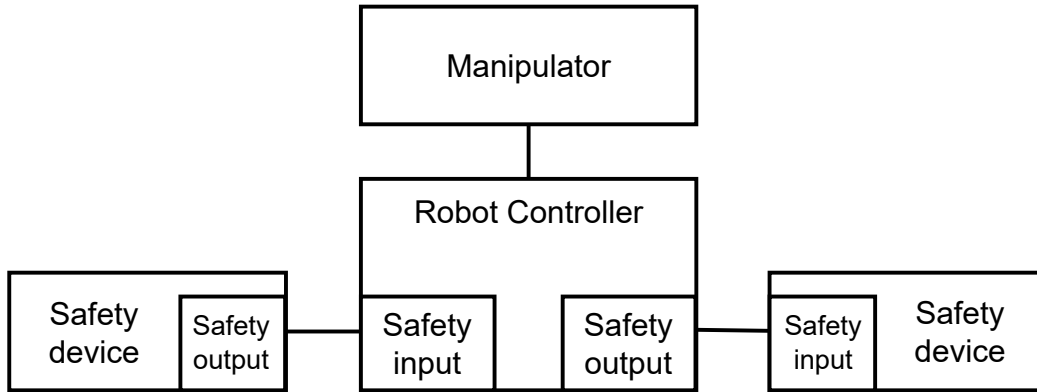 Manipulator
Robot Controller
Safety
device
Safety
output
Safety
input
Safety
output
Safety
input
Safety
device